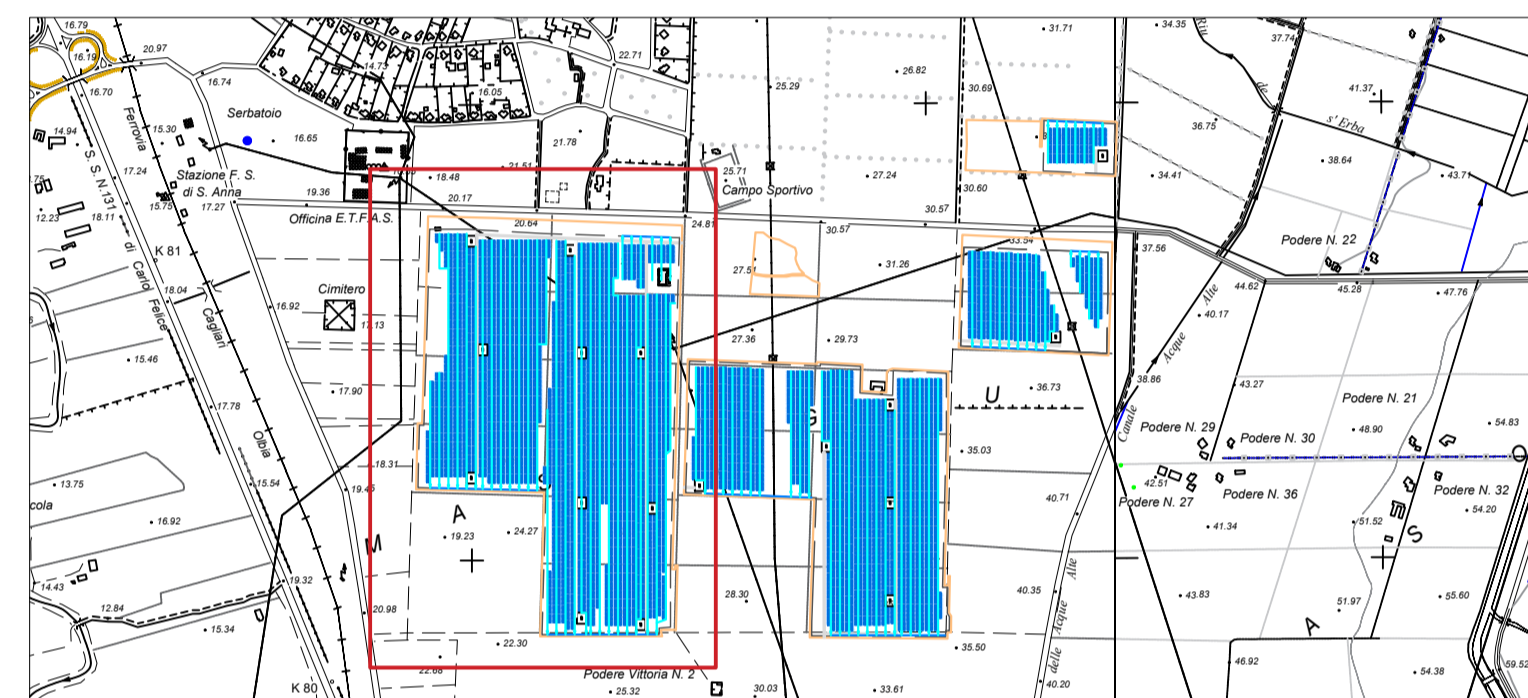 16.79
16.19
20.97
16.70
16.74
14.73
16.05
22.71
25.29
26.82
31.71
30.69
34.35
Riu
de
37.74
41.37
s' Erba
36.75
38.64
43.71
34.41
14.94
Ferrovia
15.30
Serbatoio
16.65
21.78
21.51
17.24
Stazione F. S.
di S. Anna
15.75
17.27
19.36
18.48
20.17
25.71
Campo Sportivo
27.24
30.60
30.57
12.23
18.11
S. S. N.131
di Carlo Felice
K 81
Officina E.T.F.A.S.
20.64
24.81
30.57
33.54
37.56
Podere N. 22
27.5
31.26
18.04
Cagliari
16.92
Cimitero
17.13
44.62
45.28
47.76
40.17
Canale
Acque
Alte
15.46
27.36
29.73
17.90
36.73
38.86
43.27
U
G
Podere N. 21
17.78
Olbia
48.90
54.83
Podere N. 29
Podere N. 30
18.31
35.03
13.75
15.54
19.45
42.51
Podere N. 27
Podere N. 36
Podere N. 32
54.20
O
cola
16.92
A
19.23
24.27
40.71
41.34
51.52
S
M
14.43
19.32
12.84
15.34
20.98
28.30
40.35
43.83
51.97
55.60
A
22.30
22.68
Podere Vittoria N. 2
25.32
30.03
33.61
35.50
delle
Acque
Alte
40.20
46.92
54.38
59.52
K 80